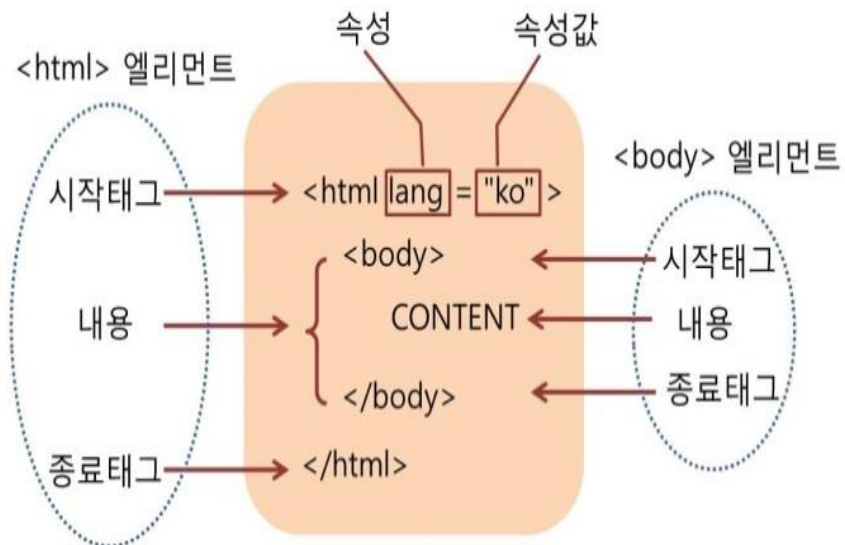 속성 속성값
<html> 엘리먼트
<body> 엘리먼트
시작태그 <html lang = "ko" >
<body> 시작태그
내용 CONTENT 내용
</body> 종료태그
종료태그 </html>